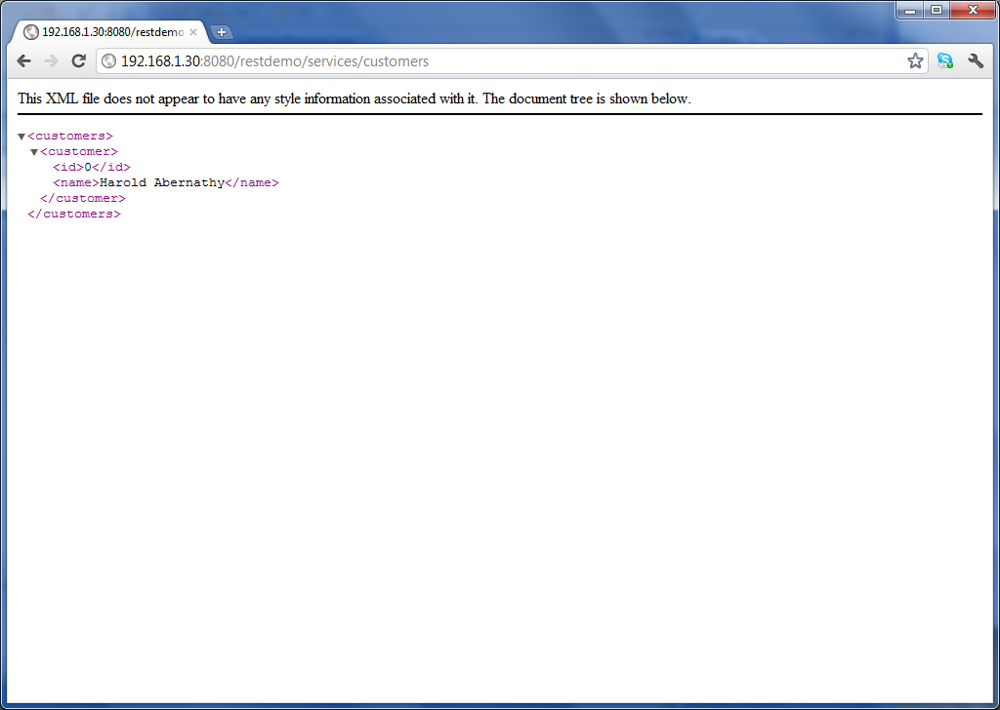 192.168.1.30:8080/restdemo
192.168.1.30:8080/restdemo/services/customers
This XML file does not appear to have any style information associated with it. The document tree is shown below.
<customers>
<customer>
<id>0</id>
<name>Harold Abernathy</name>
</customer>
</customers>